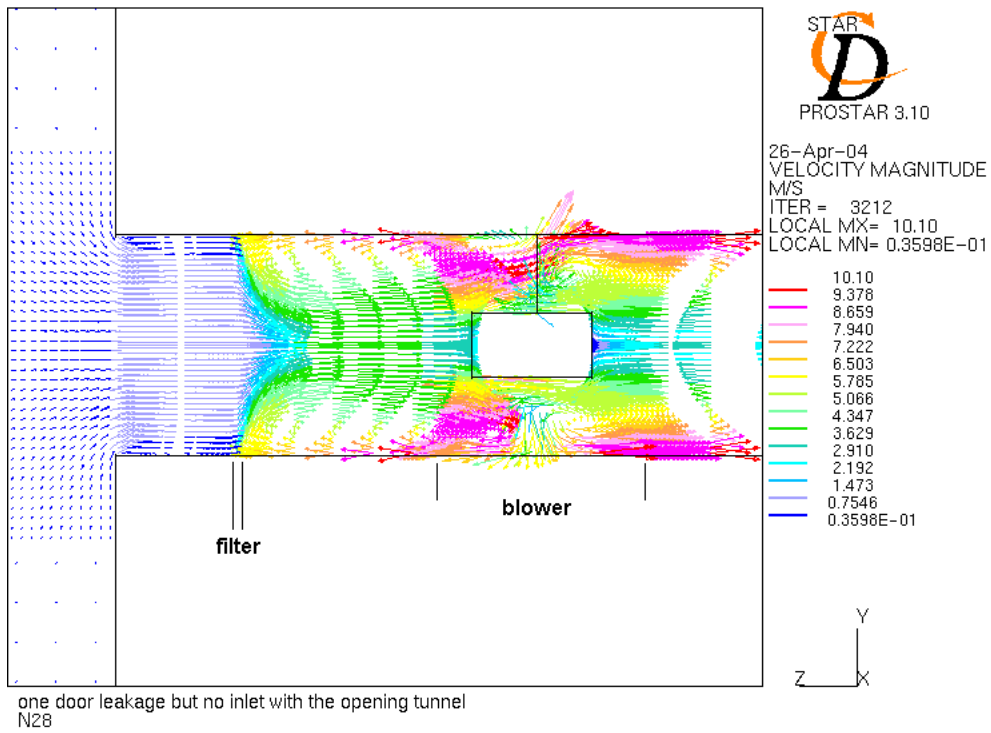 STAR
CD
PROSTAR 3.10
26-Apr-04
VELOCITY MAGNITUDE
M/S
ITER = 3212
LOCAL MX= 10.10
LOCAL MN= 0.3598E-01
10.10
9.378
8.659
7.940
7.222
6.503
5.785
5.066
4.347
3.629
2.910
2.192
1.473
0.7546
0.3598E-01
blower
filter
Y
Z X
one door leakage but no inlet with the opening tunnel
N28